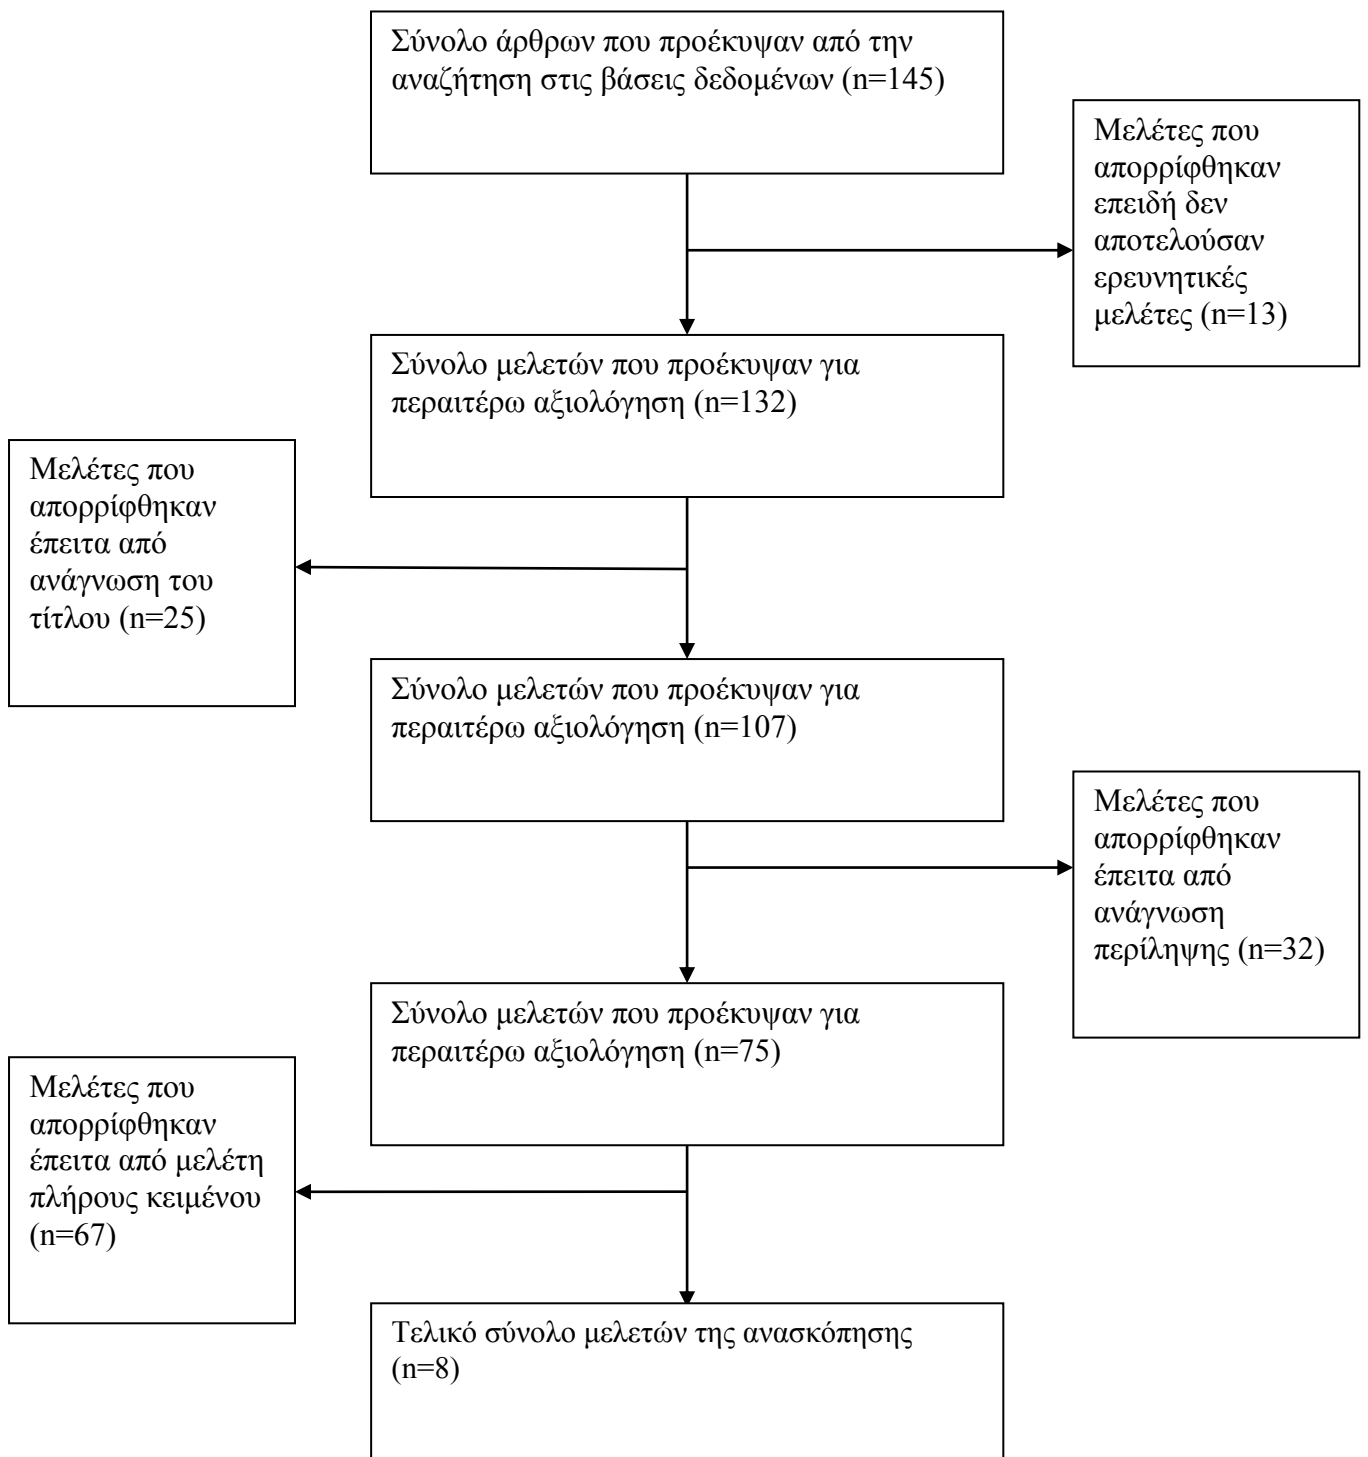 Σύνολο άρθρων που προέκυψαν από την
αναζήτηση στις βάσεις δεδομένων (n=145)
Μελέτες που
απορρίφθηκαν
επειδή δεν
αποτελούσαν
ερευνητικές
μελέτες (n=13)
Σύνολο μελετών που προέκυψαν για
περαιτέρω αξιολόγηση (n=132)
Μελέτες που
απορρίφθηκαν
έπειτα από
ανάγνωση του
τίτλου (n=25)
Σύνολο μελετών που προέκυψαν για
περαιτέρω αξιολόγηση (n=107)
Μελέτες που
απορρίφθηκαν
έπειτα από
ανάγνωση
περίληψης (n=32)
Σύνολο μελετών που προέκυψαν για
περαιτέρω αξιολόγηση (n=75)
Μελέτες που
απορρίφθηκαν
έπειτα από μελέτη
πλήρους κειμένου
(n=67)
Τελικό σύνολο μελετών της ανασκόπησης
(n=8)